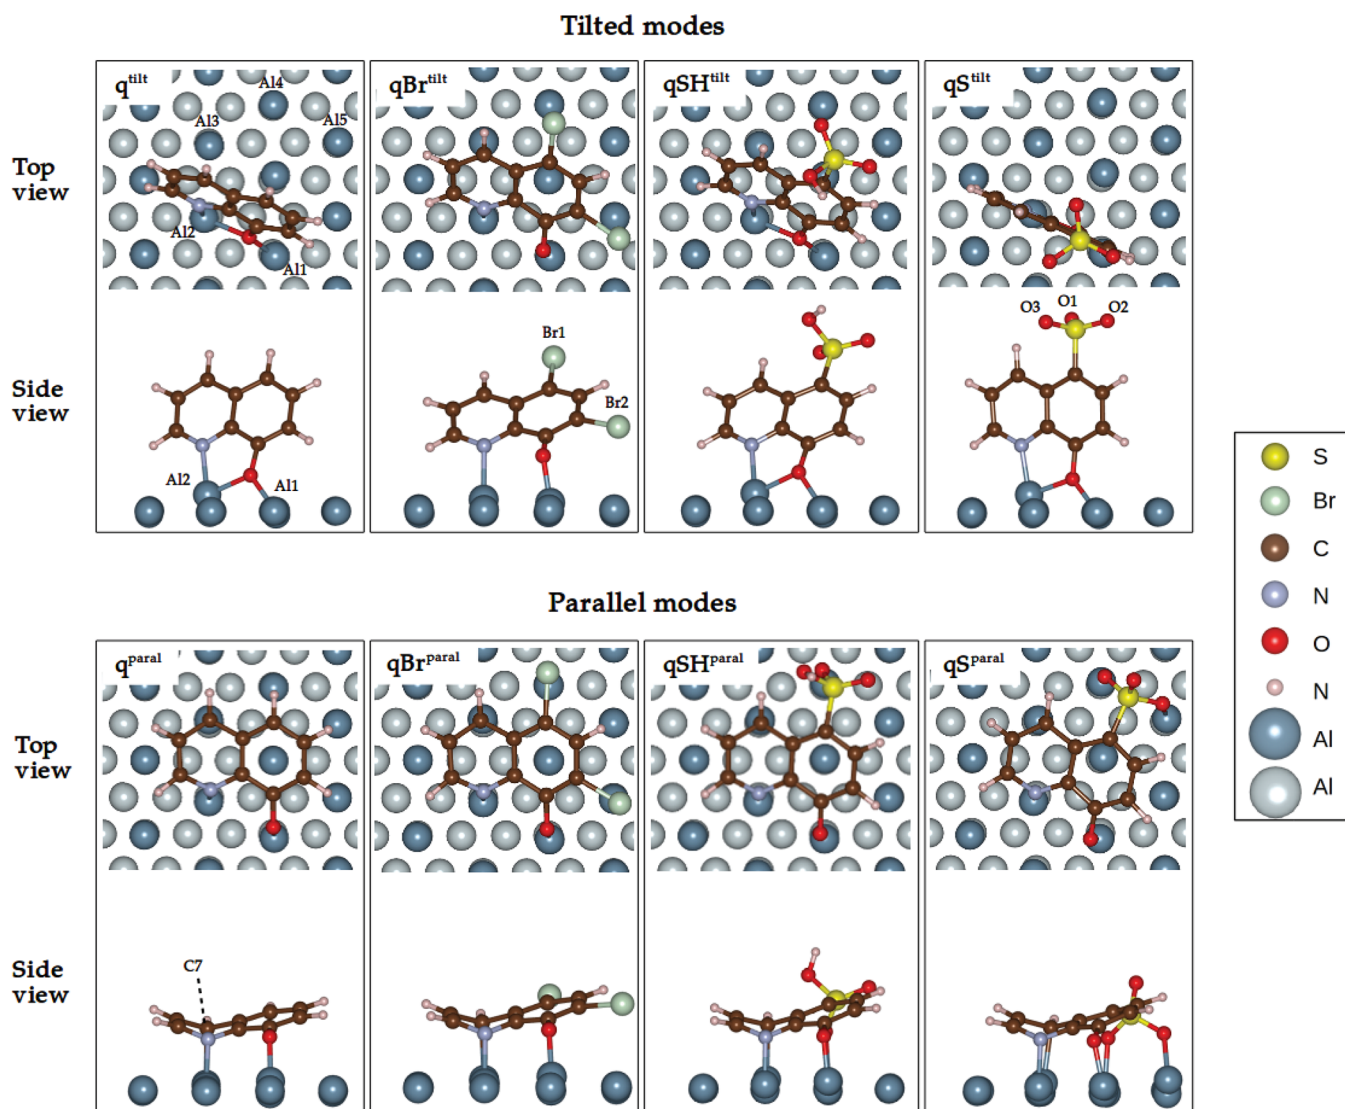 Tilted modes
q^tilt
qBr^tilt
qSH^tilt
qS^tilt
Al4
Al3
Al5
Al2
Al1
Top
view
Side
view
Al2
Al1
Br1
Br2
O3
O1
O2
Parallel modes
q^paral
qBr^paral
qSH^paral
qS^paral
Top
view
Side
view
C7
S
Br
C
N
O
N
Al
Al